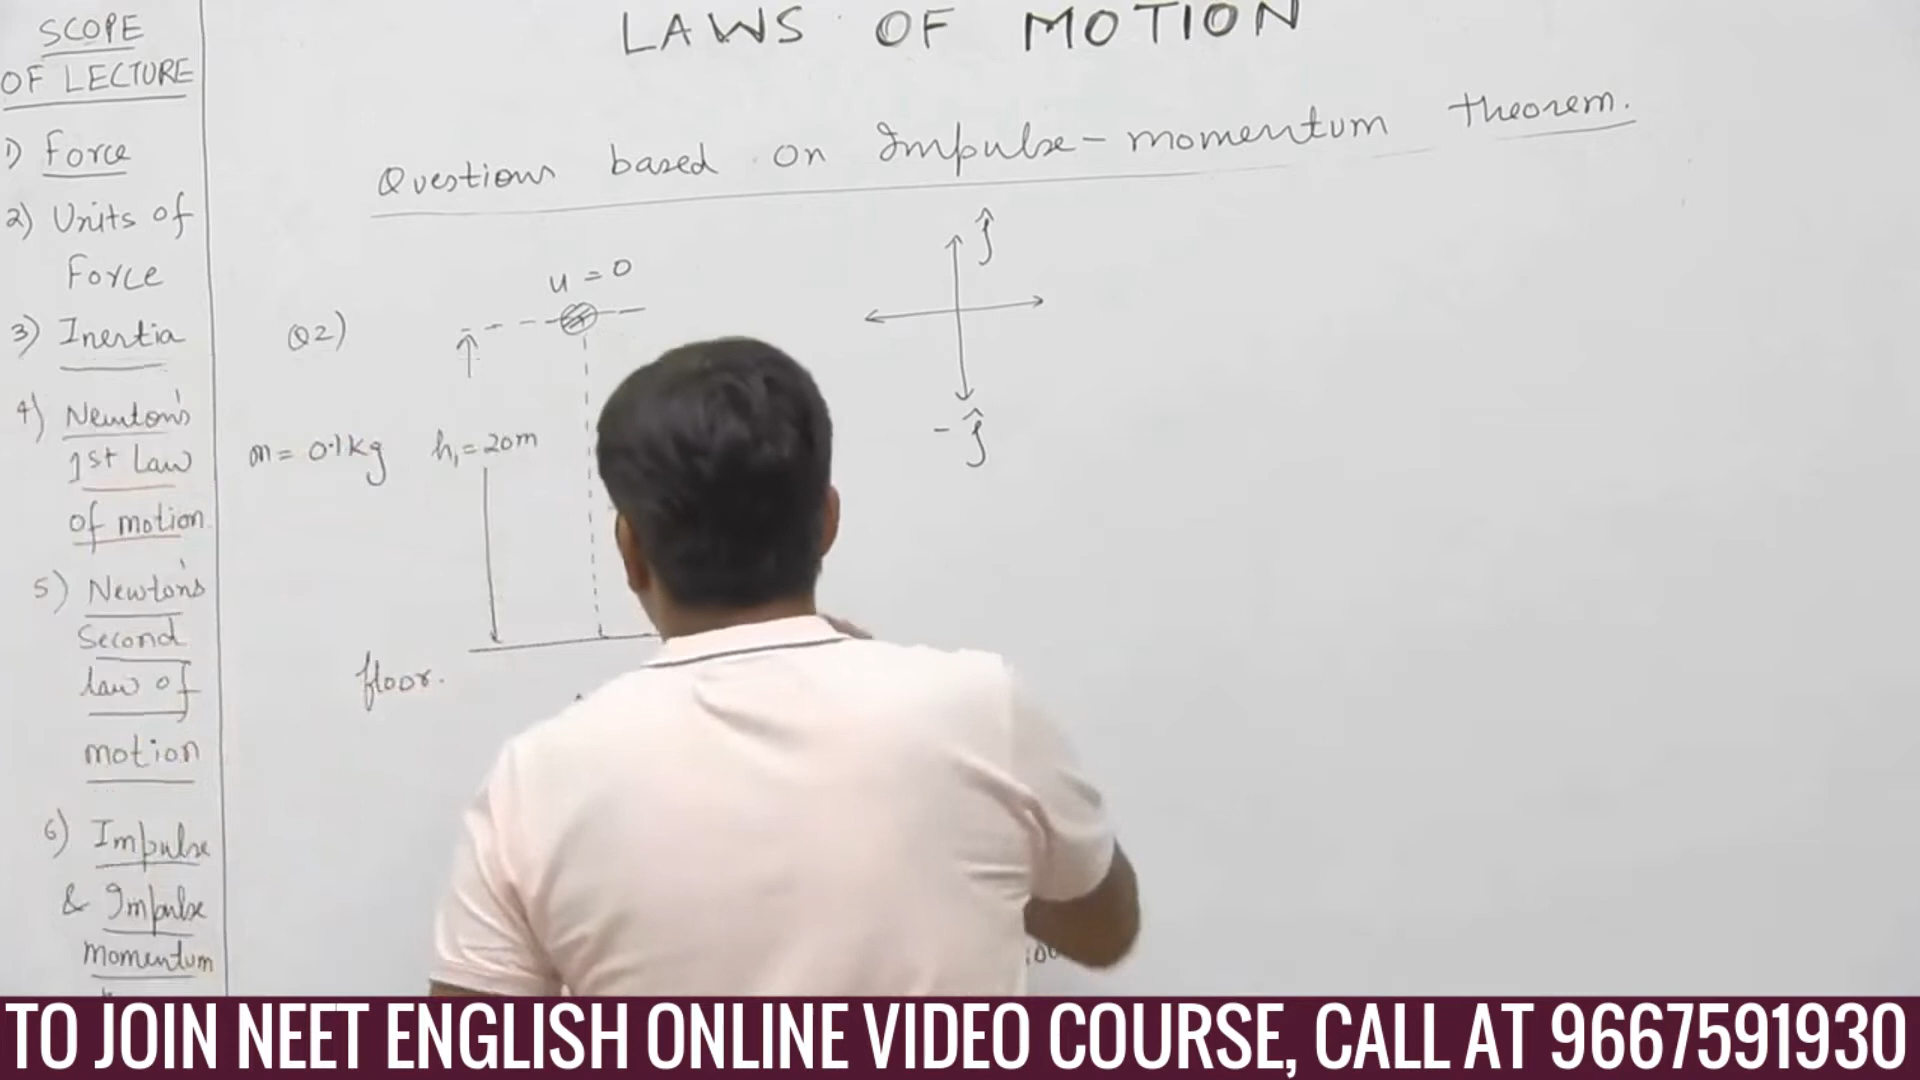 SCOPE
OF LECTURE
1) Force
2) Units of
Force
3) Inertia
4) Newton's
1st Law
of motion
5) Newton's
Second
law of
motion
6) Impulse
& Impulse
Momentum
LAWS OF MOTION
Questions based on Impulse-momentum theorem.
Q2)
u = 0
m = 0.1kg
h₁ = 20m
floor.
ĵ
- ĵ
TO JOIN NEET ENGLISH ONLINE VIDEO COURSE, CALL AT 9667591930